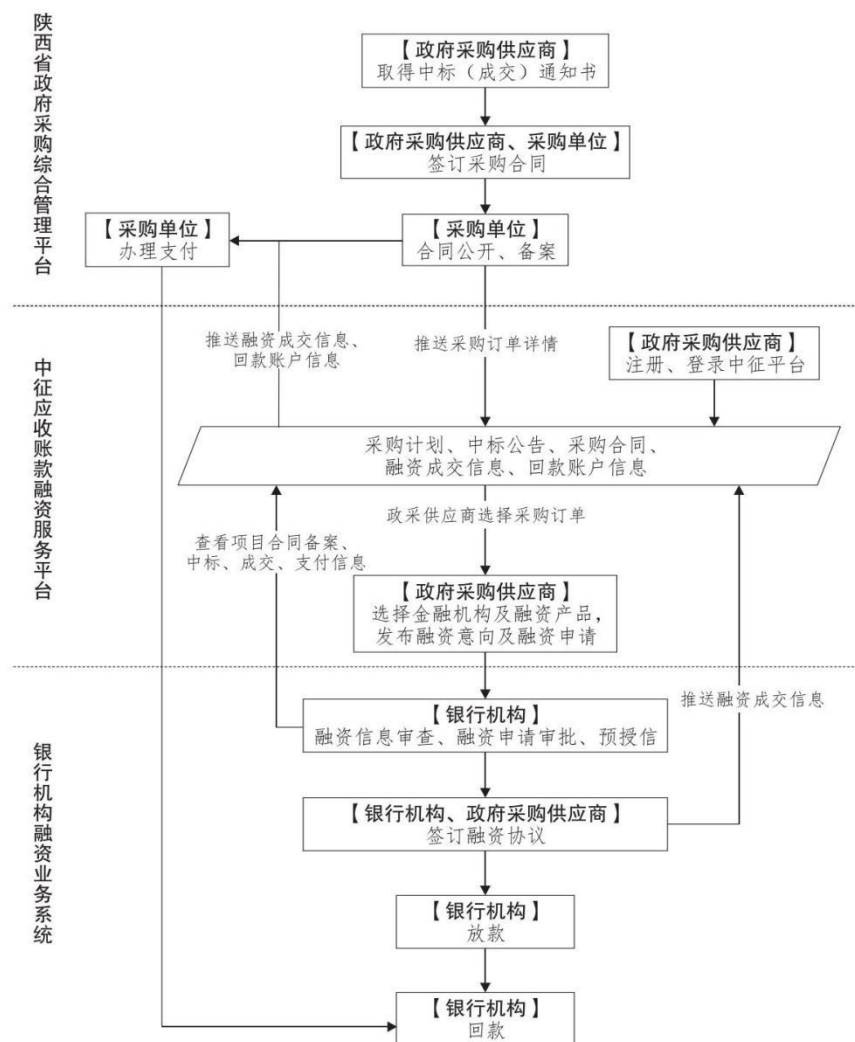 陕西省政府采购综合管理平台
【政府采购供应商】
取得中标（成交）通知书
【政府采购供应商、采购单位】
签订采购合同
【采购单位】
办理支付
【采购单位】
合同公开、备案
中征应收账款融资服务平台
推送融资成交信息、
回款账户信息
推送采购订单详情
【政府采购供应商】
注册、登录中征平台
采购计划、中标公告、采购合同、
融资成交信息、回款账户信息
政采供应商选择采购订单
查看项目合同备案、
中标、成交、支付信息
【政府采购供应商】
选择金融机构及融资产品，
发布融资意向及融资申请
银行机构融资业务系统
【银行机构】
融资信息审查、融资申请审批、预授信
推送融资成交信息
【银行机构、政府采购供应商】
签订融资协议
【银行机构】
放款
【银行机构】
回款